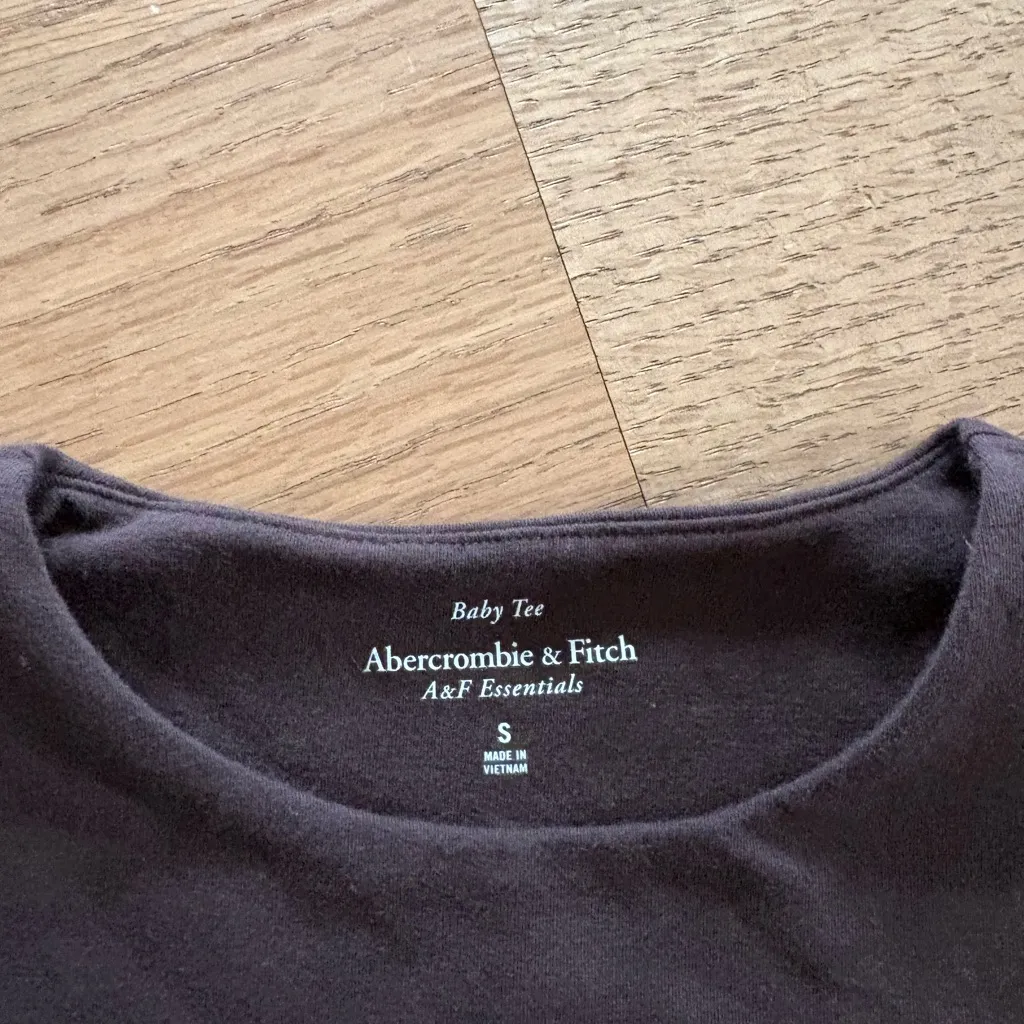 Baby Tee
Abercrombie & Fitch
A&F Essentials
S
MADE IN
VIETNAM